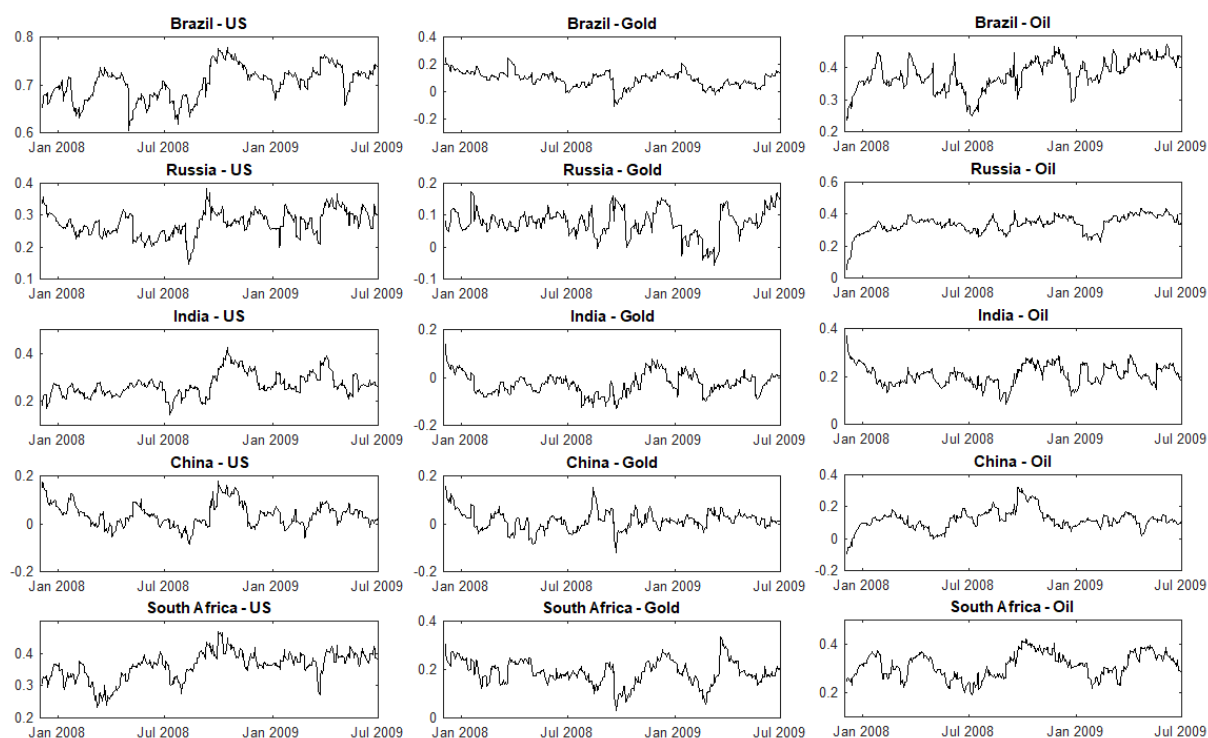 Brazil - US Brazil - Gold Brazil - Oil
0.8 0.4
0.4
0.7 0.2
0 0.3
0.6 -0.2 0.2
Jan 2008 Jul 2008 Jan 2009 Jul 2009 Jan 2008 Jul 2008 Jan 2009 Jul 2009 Jan 2008 Jul 2008 Jan 2009 Jul 2009
Russia - US Russia - Gold Russia - Oil
0.4 0.2 0.6
0.3 0.1 0.4
0.2 0 0.2
0.1 -0.1 0
Jan 2008 Jul 2008 Jan 2009 Jul 2009 Jan 2008 Jul 2008 Jan 2009 Jul 2009 Jan 2008 Jul 2008 Jan 2009 Jul 2009
India - US India - Gold India - Oil
0.2 0.4
0.4 0 0.2
0.2 -0.2 0
Jan 2008 Jul 2008 Jan 2009 Jul 2009 Jan 2008 Jul 2008 Jan 2009 Jul 2009 Jan 2008 Jul 2008 Jan 2009 Jul 2009
China - US China - Gold China - Oil
0.2 0.2 0.4
0.2
0 0 0
-0.2 -0.2 -0.2
Jan 2008 Jul 2008 Jan 2009 Jul 2009 Jan 2008 Jul 2008 Jan 2009 Jul 2009 Jan 2008 Jul 2008 Jan 2009 Jul 2009
South Africa - US South Africa - Gold South Africa - Oil
0.4
0.4 0.4
0.3 0.2
0.2
0.2 0
Jan 2008 Jul 2008 Jan 2009 Jul 2009 Jan 2008 Jul 2008 Jan 2009 Jul 2009 Jan 2008 Jul 2008 Jan 2009 Jul 2009